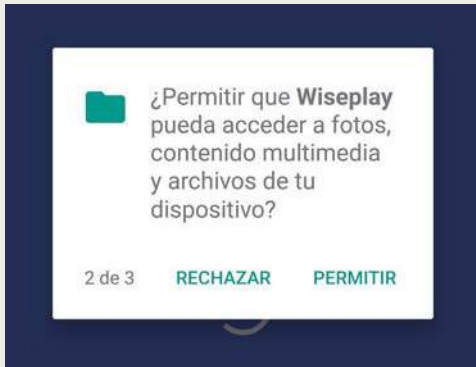 ¿Permitir que Wiseplay
pueda acceder a fotos,
contenido multimedia
y archivos de tu
dispositivo?
2 de 3 RECHAZAR PERMITIR